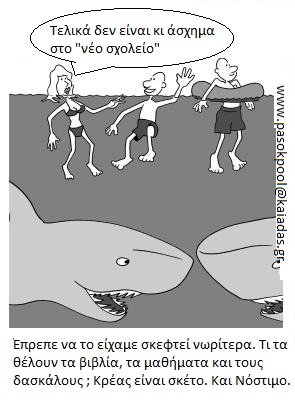 Τελικά δεν είναι κι άσχημα
στο "νέο σχολείο"
www.pasokpool@kaiadas.gr
Έπρεπε να το είχαμε σκεφτεί νωρίτερα. Τι τα
θέλουν τα βιβλία, τα μαθήματα και τους
δασκάλους ; Κρέας είναι σκέτο. Και Νόστιμο.